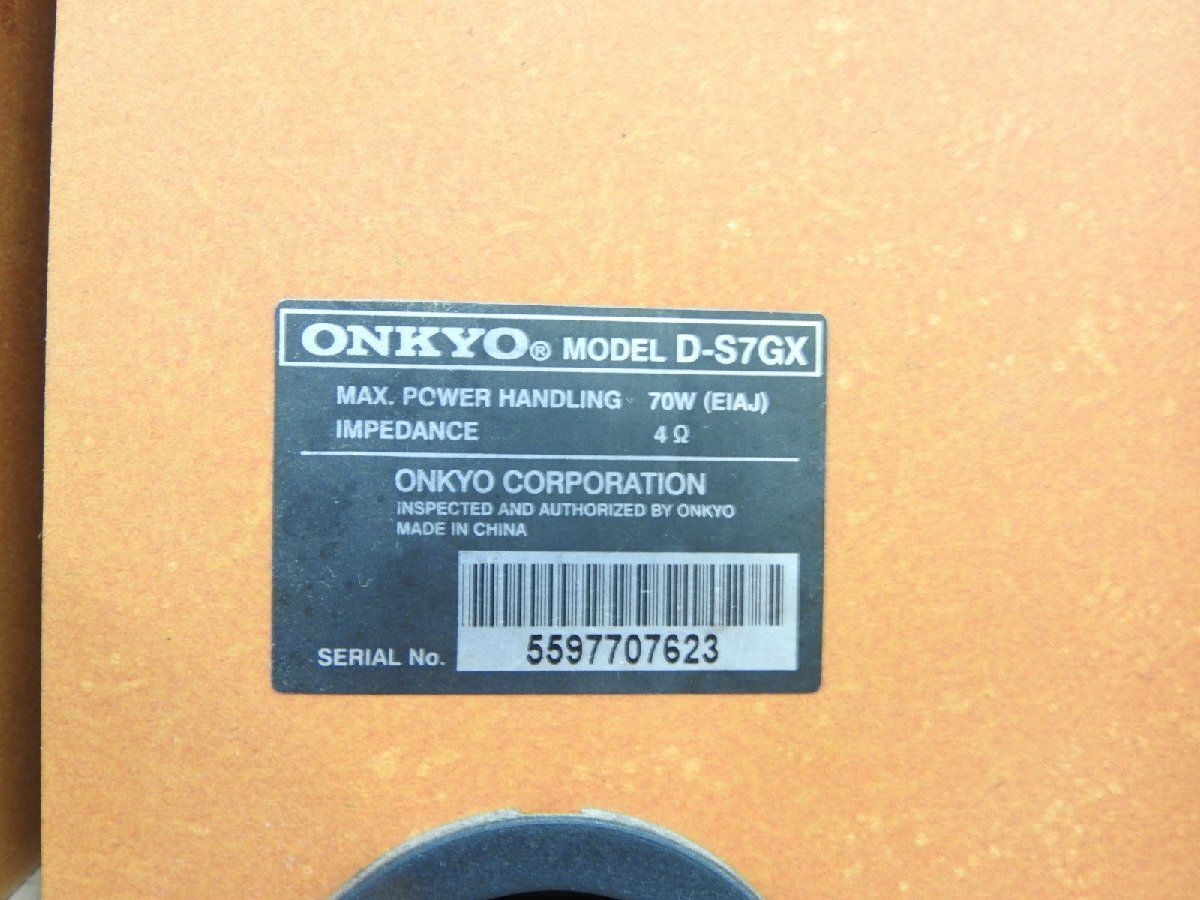 ONKYO® MODEL D-S7GX
MAX. POWER HANDLING 70W (EIAJ)
IMPEDANCE 4 Ω
ONKYO CORPORATION
INSPECTED AND AUTHORIZED BY ONKYO
MADE IN CHINA
SERIAL No. 5597707623